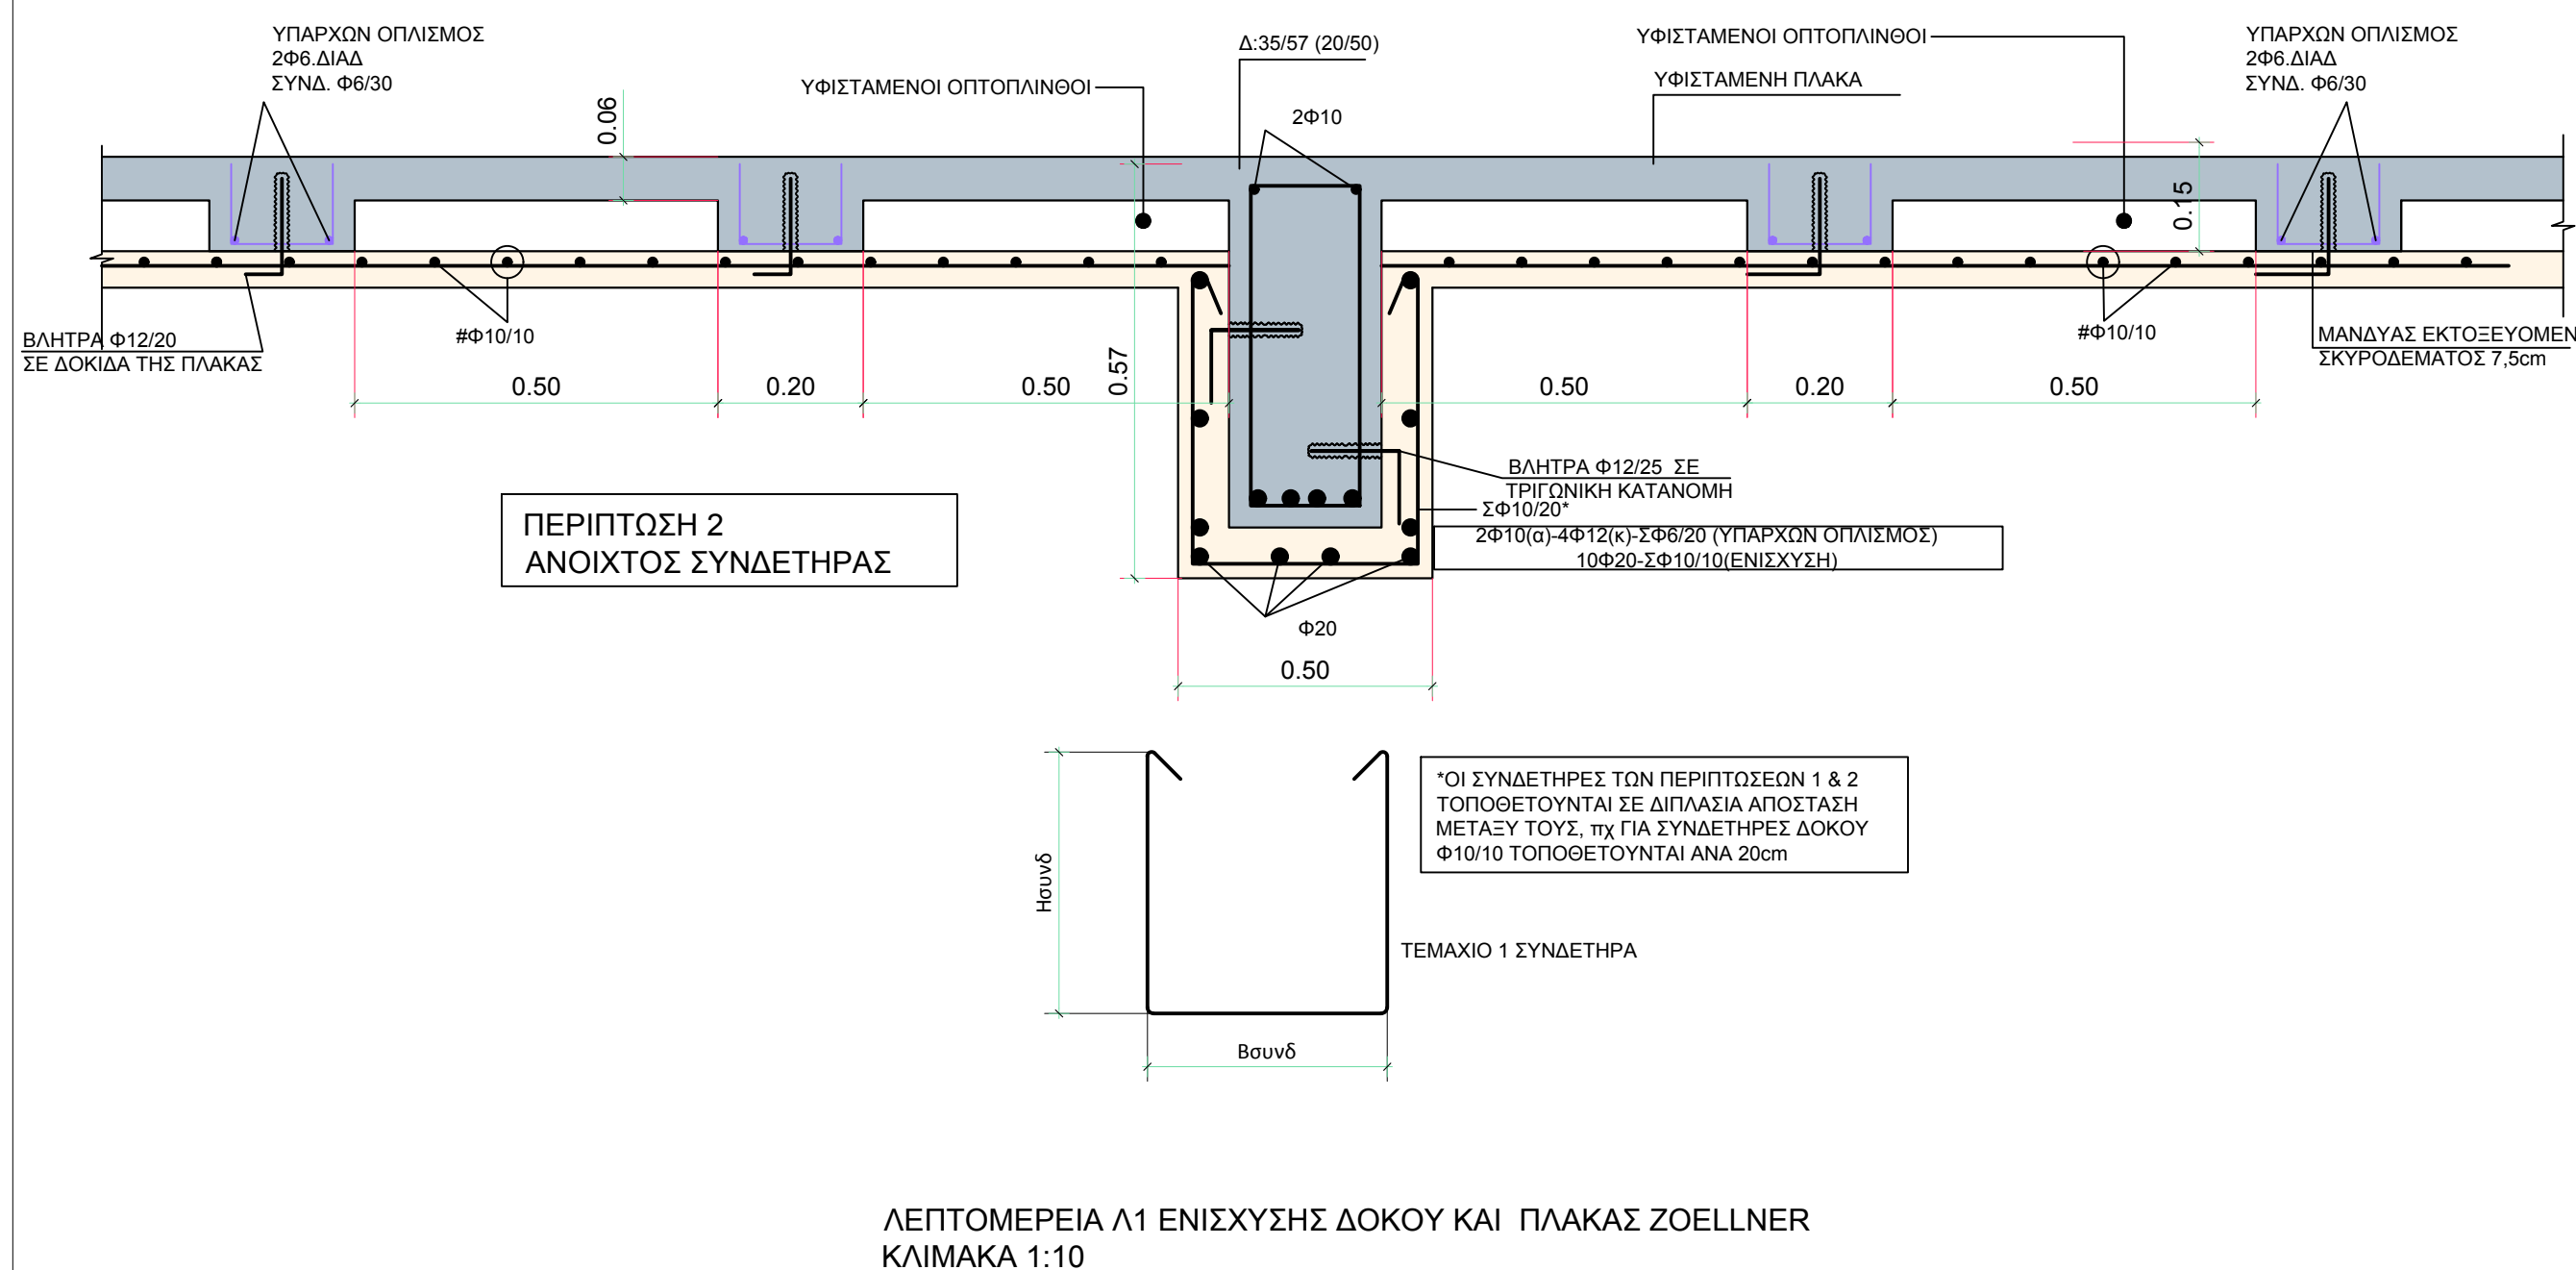 ΥΠΑΡΧΩΝ ΟΠΛΙΣΜΟΣ
2Φ6.ΔΙΑΔ
ΣΥΝΔ. Φ6/30
Δ:35/57 (20/50)
ΥΦΙΣΤΑΜΕΝΟΙ ΟΠΤΟΠΛΙΝΘΟΙ
ΥΠΑΡΧΩΝ ΟΠΛΙΣΜΟΣ
2Φ6.ΔΙΑΔ
ΣΥΝΔ. Φ6/30
ΥΦΙΣΤΑΜΕΝΟΙ ΟΠΤΟΠΛΙΝΘΟΙ
ΥΦΙΣΤΑΜΕΝΗ ΠΛΑΚΑ
0.06
2Φ10
0.15
ΒΛΗΤΡΑ Φ12/20
ΣΕ ΔΟΚΙΔΑ ΤΗΣ ΠΛΑΚΑΣ
#Φ10/10
#Φ10/10
ΜΑΝΔΥΑΣ ΕΚΤΟΞΕΥΟΜΕΝ
ΣΚΥΡΟΔΕΜΑΤΟΣ 7,5cm
0.50
0.20
0.50
0.57
0.50
0.20
0.50
ΒΛΗΤΡΑ Φ12/25 ΣΕ
ΤΡΙΓΩΝΙΚΗ ΚΑΤΑΝΟΜΗ
ΣΦ10/20*
ΠΕΡΙΠΤΩΣΗ 2
ΑΝΟΙΧΤΟΣ ΣΥΝΔΕΤΗΡΑΣ
2Φ10(α)-4Φ12(κ)-ΣΦ6/20 (ΥΠΑΡΧΩΝ ΟΠΛΙΣΜΟΣ)
10Φ20-ΣΦ10/10(ΕΝΙΣΧΥΣΗ)
Φ20
0.50
*ΟΙ ΣΥΝΔΕΤΗΡΕΣ ΤΩΝ ΠΕΡΙΠΤΩΣΕΩΝ 1 & 2
ΤΟΠΟΘΕΤΟΥΝΤΑΙ ΣΕ ΔΙΠΛΑΣΙΑ ΑΠΟΣΤΑΣΗ
ΜΕΤΑΞΥ ΤΟΥΣ, πχ ΓΙΑ ΣΥΝΔΕΤΗΡΕΣ ΔΟΚΟΥ
Φ10/10 ΤΟΠΟΘΕΤΟΥΝΤΑΙ ΑΝΑ 20cm
Ησυνδ
ΤΕΜΑΧΙΟ 1 ΣΥΝΔΕΤΗΡΑ
Βσυνδ
ΛΕΠΤΟΜΕΡΕΙΑ Λ1 ΕΝΙΣΧΥΣΗΣ ΔΟΚΟΥ ΚΑΙ ΠΛΑΚΑΣ ZOELLNER
ΚΛΙΜΑΚΑ 1:10